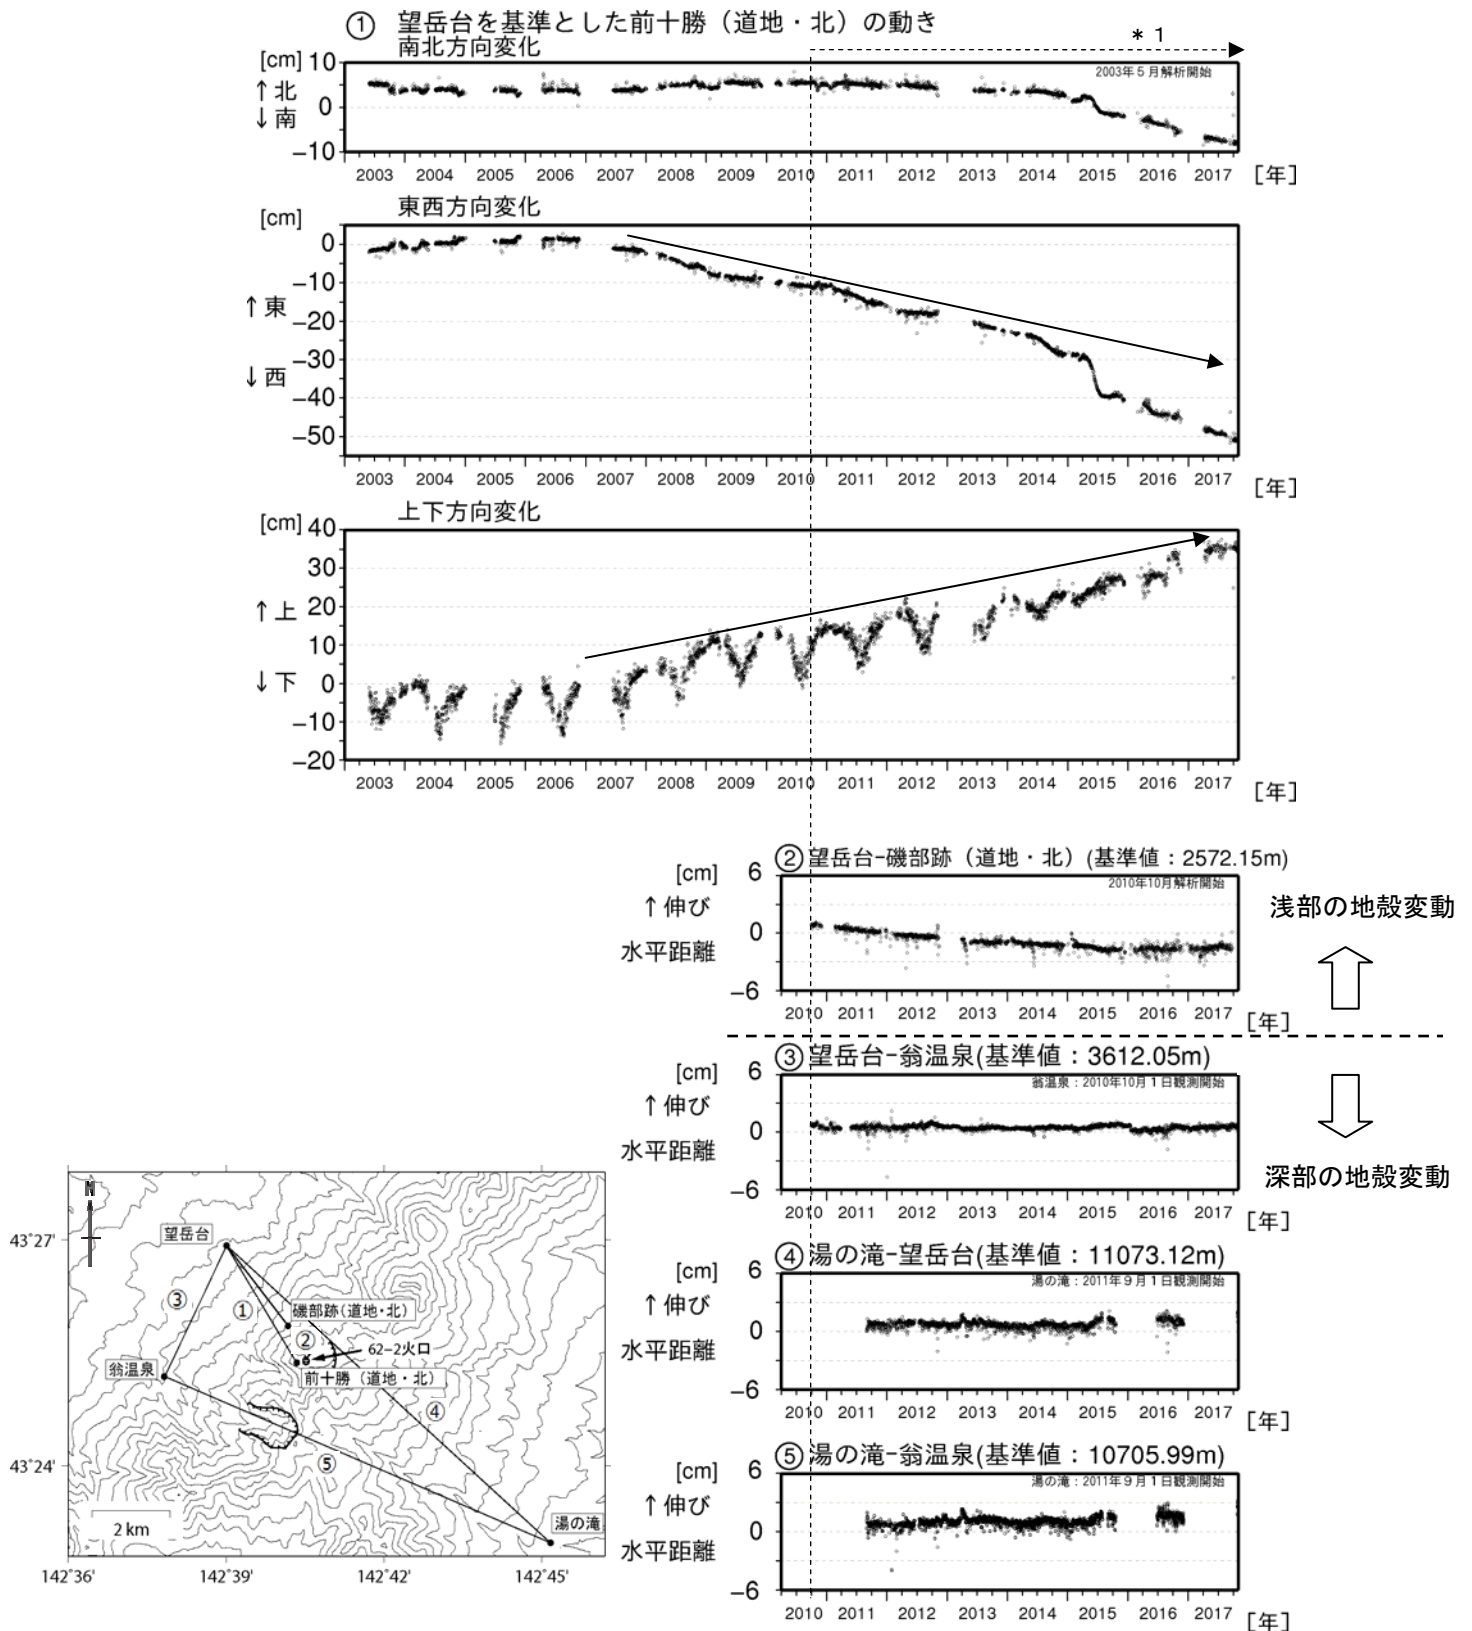 ① 望岳台を基準とした前十勝（道地・北）の動き
南北方向変化
＊1
[cm]
↑北
↓南
10
0
−10
2003年5月解析開始
2003 2004 2005 2006 2007 2008 2009 2010 2011 2012 2013 2014 2015 2016 2017
［年］
東西方向変化
[cm]
↑東
↓西
0
−10
−20
−30
−40
−50
2003 2004 2005 2006 2007 2008 2009 2010 2011 2012 2013 2014 2015 2016 2017
［年］
上下方向変化
[cm]
↑上
↓下
40
30
20
10
0
−10
−20
2003 2004 2005 2006 2007 2008 2009 2010 2011 2012 2013 2014 2015 2016 2017
［年］
② 望岳台−磯部跡（道地・北）(基準値：2572.15m)
[cm]
↑伸び
水平距離
6
0
−6
2010年10月解析開始
2010 2011 2012 2013 2014 2015 2016 2017
［年］
浅部の地殻変動
③ 望岳台−翁温泉(基準値：3612.05m)
[cm]
↑伸び
水平距離
6
0
−6
翁温泉：2010年10月1日観測開始
2010 2011 2012 2013 2014 2015 2016 2017
［年］
深部の地殻変動
④ 湯の滝−望岳台(基準値：11073.12m)
[cm]
↑伸び
水平距離
6
0
−6
湯の滝：2011年9月1日観測開始
2010 2011 2012 2013 2014 2015 2016 2017
［年］
⑤ 湯の滝−翁温泉(基準値：10705.99m)
[cm]
↑伸び
水平距離
6
0
−6
湯の滝：2011年9月1日観測開始
2010 2011 2012 2013 2014 2015 2016 2017
［年］
N
43°27'
43°24'
望岳台
③
①
磯部跡(道地・北)
②
62−2火口
翁温泉
前十勝（道地・北）
④
⑤
2 km
湯の滝
142°36' 142°39' 142°42' 142°45'